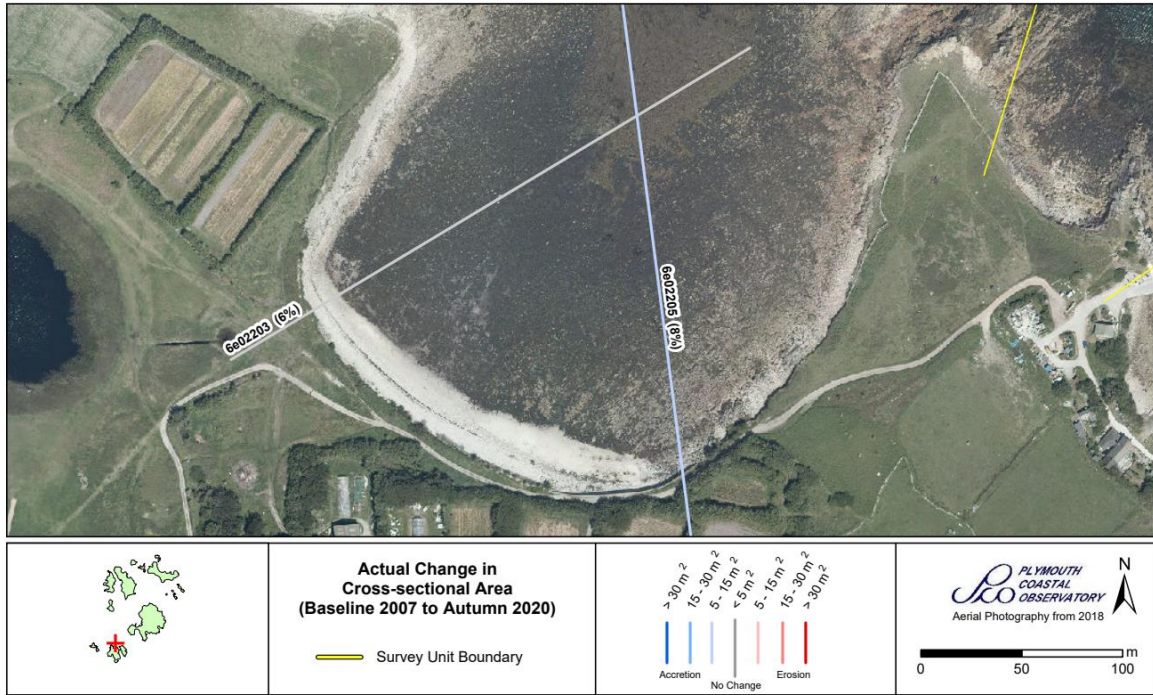 6e02203 (6%)
6e02205 (8%)
Actual Change in
Cross-sectional Area
(Baseline 2007 to Autumn 2020)
Survey Unit Boundary
> 30 m²
15 - 30 m²
5 - 15 m²
< 5 m²
5 - 15 m²
15 - 30 m²
> 30 m²
Accretion
No Change
Erosion
PLYMOUTH
COASTAL
OBSERVATORY
Aerial Photography from 2018
N
0 50 100 m